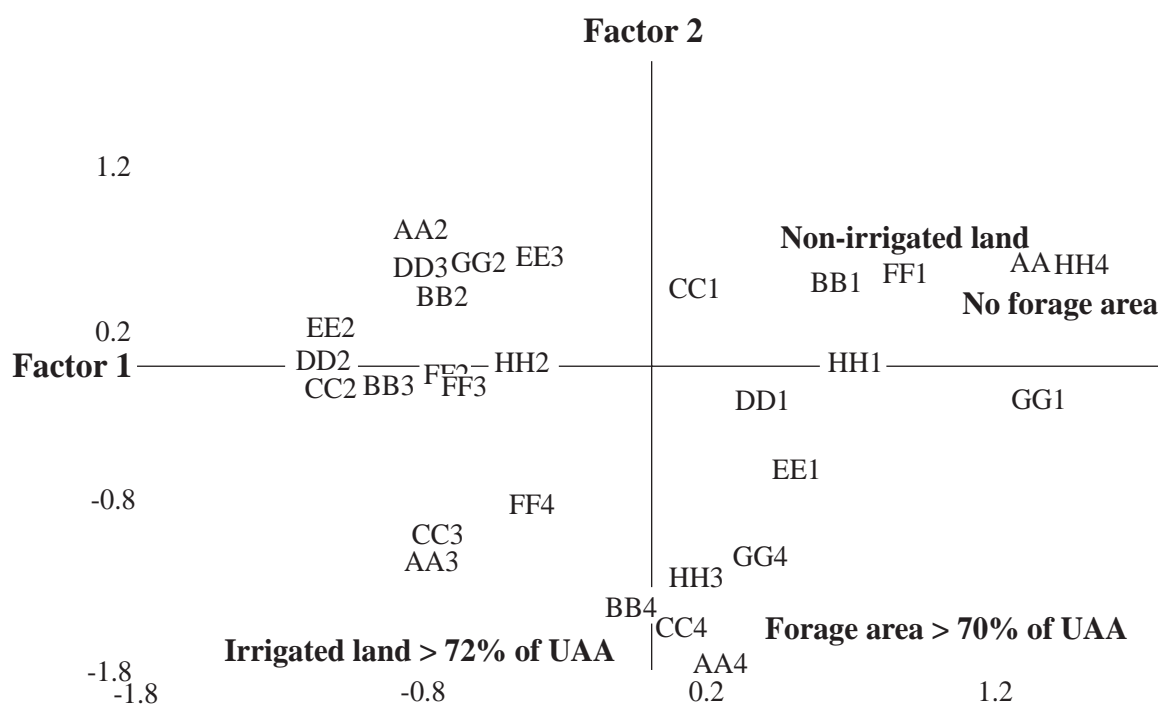 Factor 2
1.2
AA2
Non-irrigated land
DD3 GG2 EE3
AA HH4
BB2
CC1
BB1 FF1
No forage area
EE2
0.2
Factor 1
DD2
HH2
HH1
CC2 BB3 FF2
FF3
DD1
GG1
EE1
-0.8
FF4
CC3
AA3
GG4
HH3
BB4
CC4
Forage area > 70% of UAA
Irrigated land > 72% of UAA
AA4
-1.8
-1.8 -0.8 0.2 1.2